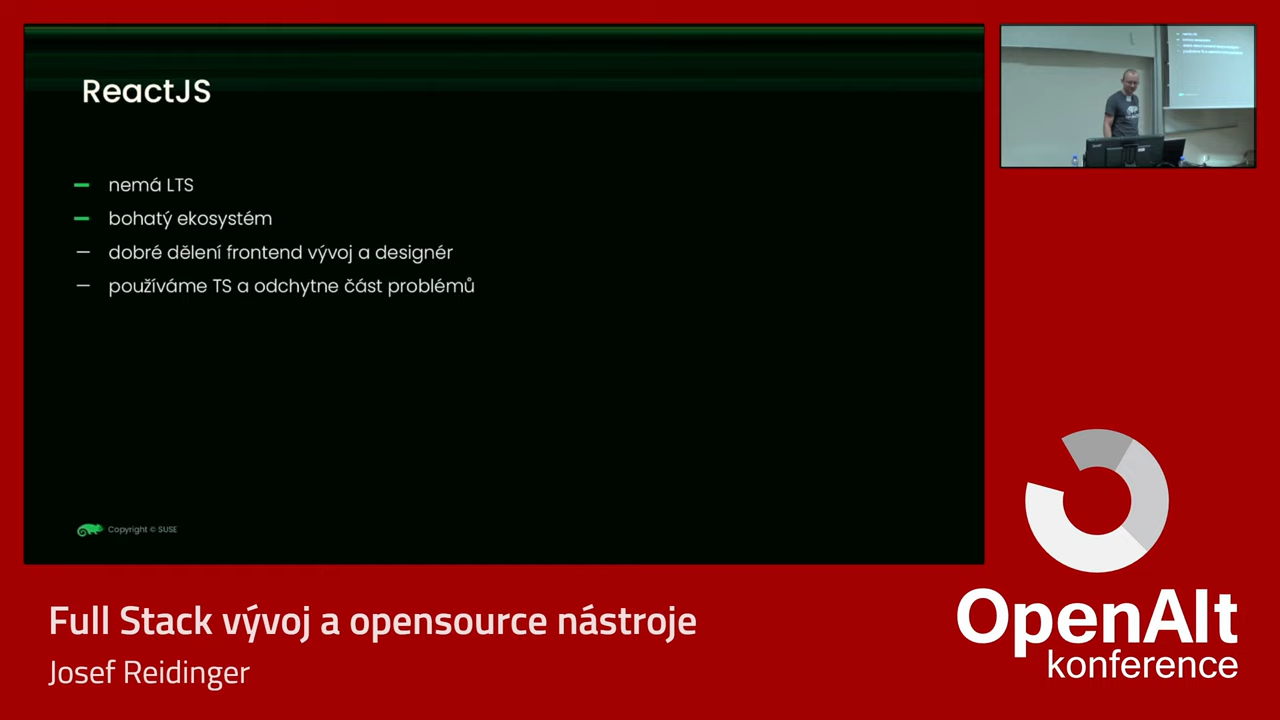 ReactJS
nemá LTS
bohatý ekosystém
dobré dělení frontend vývoj a designér
používáme TS a odchytne část problémů
Copyright © SUSE
Full Stack vývoj a opensource nástroje
Josef Reidinger
OpenAlt
konference